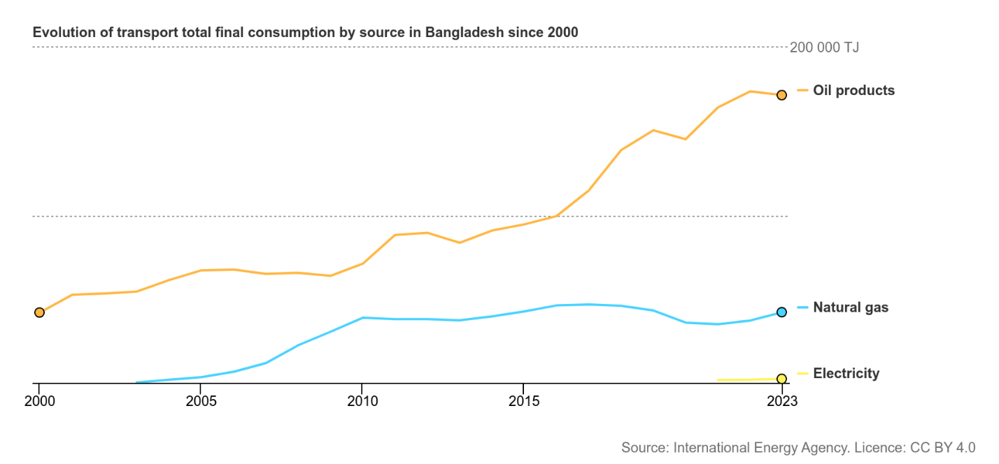 Evolution of transport total final consumption by source in Bangladesh since 2000
200 000 TJ
Oil products
Natural gas
Electricity
2000 2005 2010 2015 2023
Source: International Energy Agency. Licence: CC BY 4.0